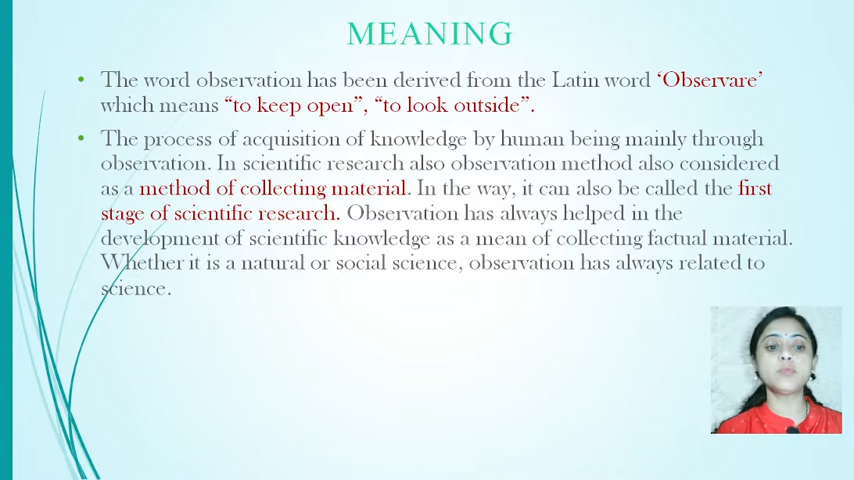 MEANING
• The word observation has been derived from the Latin word ‘Observare’
which means “to keep open”, “to look outside”.
• The process of acquisition of knowledge by human being mainly through
observation. In scientific research also observation method also considered
as a method of collecting material. In the way, it can also be called the first
stage of scientific research. Observation has always helped in the
development of scientific knowledge as a mean of collecting factual material.
Whether it is a natural or social science, observation has always related to
science.